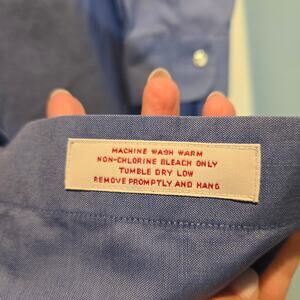 MACHINE WASH WARM
NON-CHLORINE BLEACH ONLY
TUMBLE DRY LOW
REMOVE PROMPTLY AND HANG